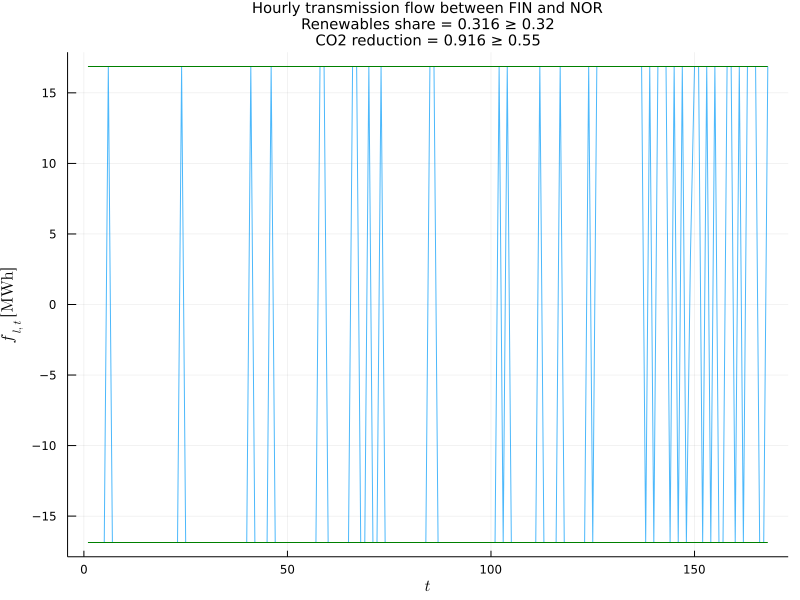 Hourly transmission flow between FIN and NOR
Renewables share = 0.316 ≥ 0.32
CO2 reduction = 0.916 ≥ 0.55
f_{l,t} [MWh]
15
10
5
0
−5
−10
−15
0
50
100
150
t